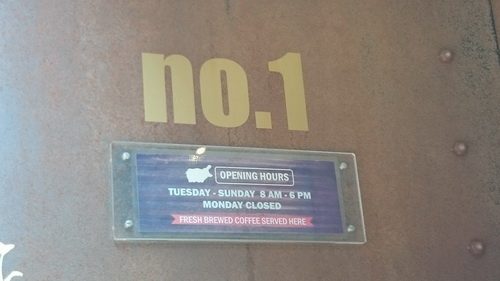 no.1
OPENING HOURS
TUESDAY - SUNDAY 8 AM - 6 PM
MONDAY CLOSED
FRESH BREWED COFFEE SERVED HERE